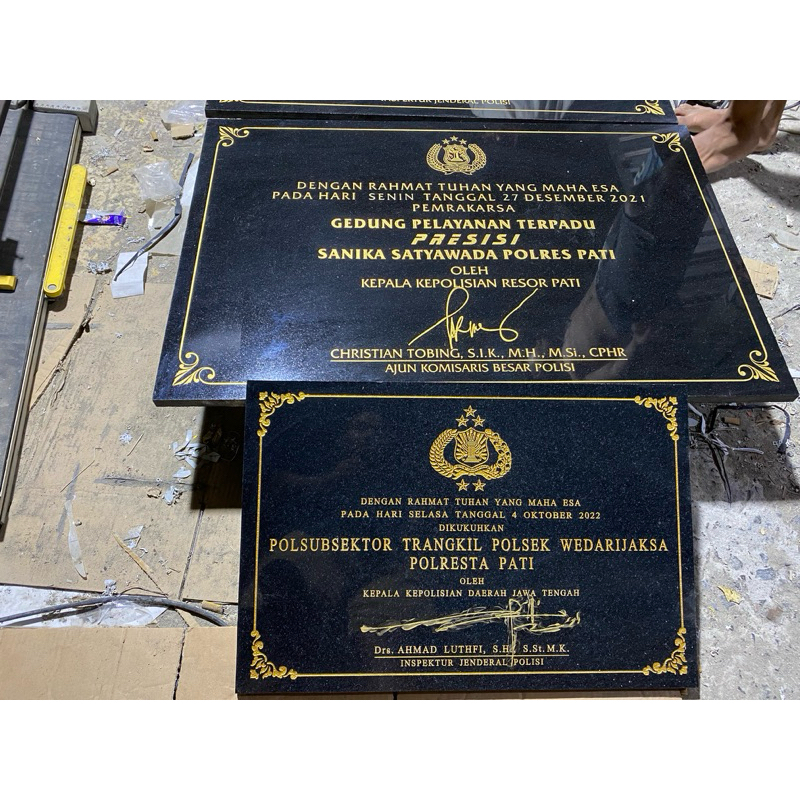 INSPEKTUR JENDERAL POLISI
DENGAN RAHMAT TUHAN YANG MAHA ESA
PADA HARI SENIN TANGGAL 27 DESEMBER 2021
PEMRAKARSA
GEDUNG PELAYANAN TERPADU
PRESISI
SANIKA SATYAWADA POLRES PATI
OLEH
KEPALA KEPOLISIAN RESOR PATI
CHRISTIAN TOBING, S.I.K., M.H., M.Si., CPHR
AJUN KOMISARIS BESAR POLISI
DENGAN RAHMAT TUHAN YANG MAHA ESA
PADA HARI SELASA TANGGAL 4 OKTOBER 2022
DIKUKUHKAN
POLSUBSEKTOR TRANGKIL POLSEK WEDARIJAKSA
POLRESTA PATI
OLEH
KEPALA KEPOLISIAN DAERAH JAWA TENGAH
Drs. AHMAD LUTHFI, S.H. S.St.M.K.
INSPEKTUR JENDERAL POLISI